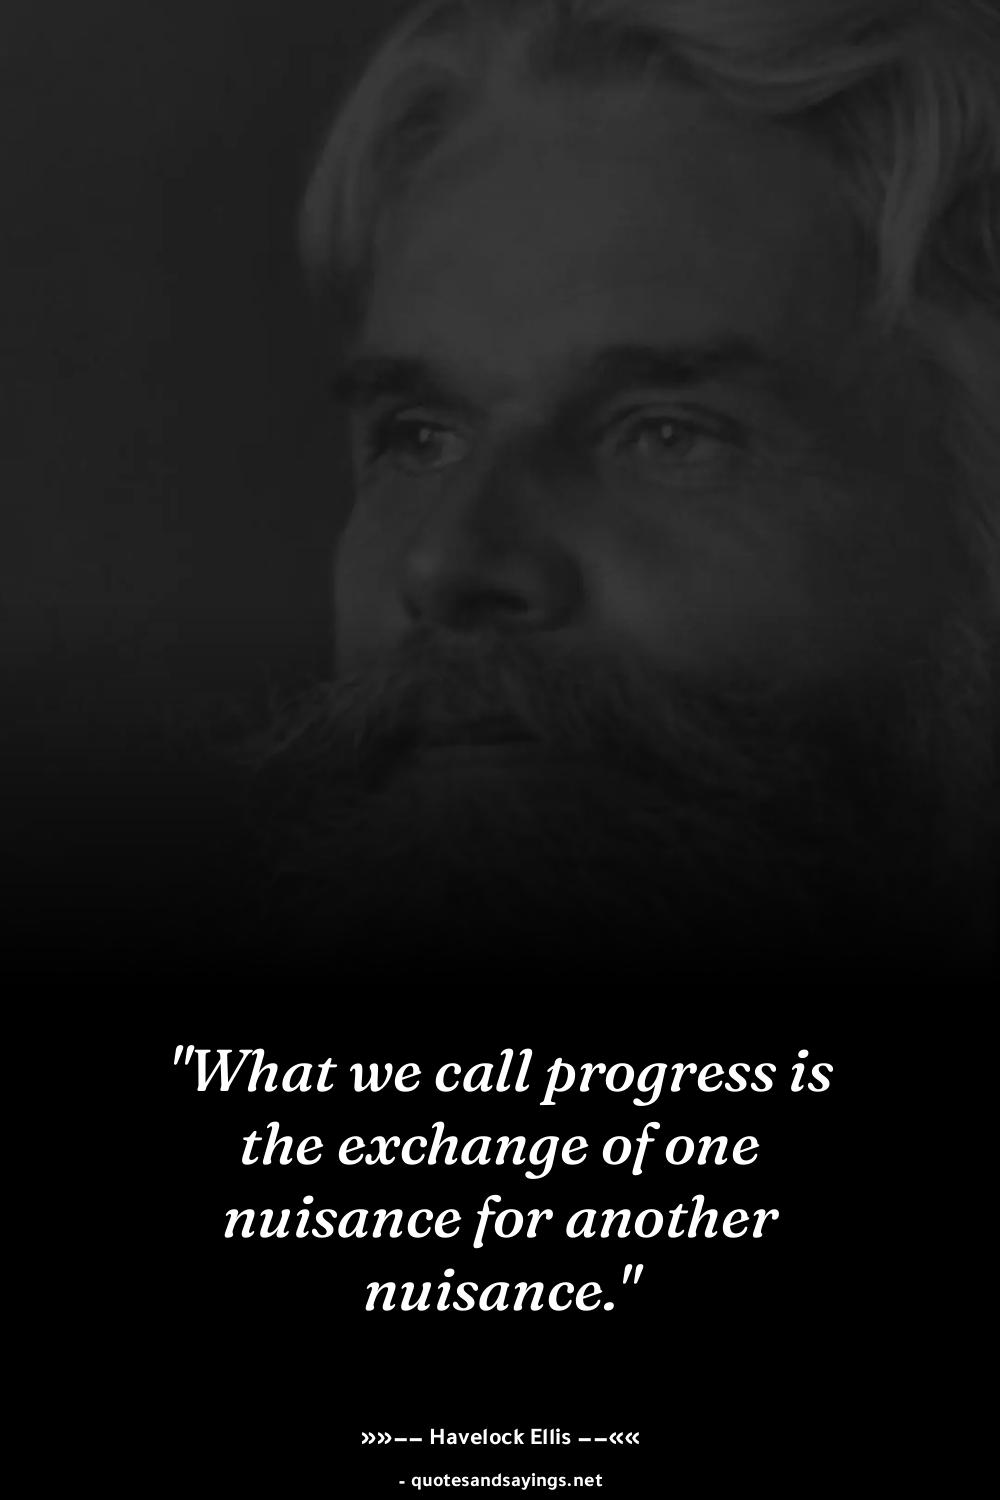 "What we call progress is
the exchange of one
nuisance for another
nuisance."
»»–– Havelock Ellis ––««
- quotesandsayings.net